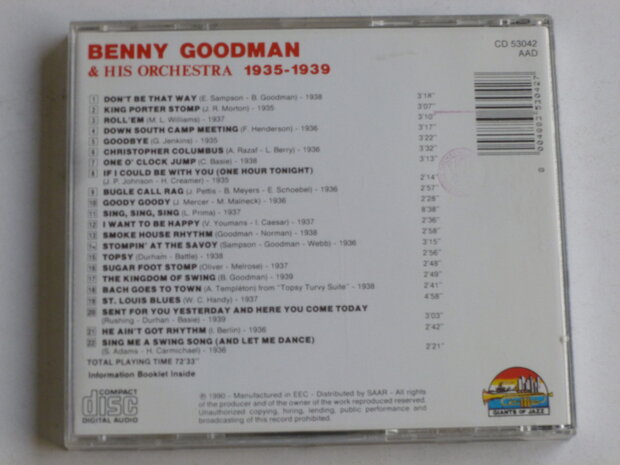 BENNY GOODMAN
& HIS ORCHESTRA 1935-1939
CD 53042
AAD
1 DON'T BE THAT WAY (E. Sampson - B. Goodman) - 1938 3'18"
2 KING PORTER STOMP (J. R. Morton) - 1935 3'07"
3 ROLL'EM (M. L. Williams) - 1937 3'10"
4 DOWN SOUTH CAMP MEETING (F. Henderson) - 1936 3'17"
5 GOODBYE (G. Jenkins) - 1935 3'22"
6 CHRISTOPHER COLUMBUS (A. Razaf - L. Berry) - 1936 3'32"
7 ONE O' CLOCK JUMP (C. Basie) - 1938 3'13"
8 IF I COULD BE WITH YOU (ONE HOUR TONIGHT)
(J. P. Johnson - H. Creamer) - 1935 2'14"
9 BUGLE CALL RAG (J. Pettis - B. Meyers - E. Schoebel) - 1936 2'57"
10 GOODY GOODY (J. Mercer - M. Malneck) - 1936 2'28"
11 SING, SING, SING (L. Prima) - 1937 8'38"
12 I WANT TO BE HAPPY (V. Youmans - I. Caesar) - 1937 2'36"
13 SMOKE HOUSE RHYTHM (Goodman - Norman) - 1938 2'58"
14 STOMPIN' AT THE SAVOY (Sampson - Goodman - Webb) - 1936 3'15"
15 TOPSY (Durham - Battle) - 1938 2'56"
16 SUGAR FOOT STOMP (Oliver - Melrose) - 1937 2'48"
17 THE KINGDOM OF SWING (B. Goodman) - 1939 2'49"
18 BACH GOES TO TOWN (A. Templeton) from "Topsy Turvy Suite" - 1938 2'41"
19 ST. LOUIS BLUES (W. C. Handy) - 1937 4'58"
20 SENT FOR YOU YESTERDAY AND HERE YOU COME TODAY
(Rushing - Durhan - Basie) - 1939 3'03"
21 HE AIN'T GOT RHYTHM (I. Berlin) - 1936 2'42"
22 SING ME A SWING SONG (AND LET ME DANCE)
(S. Adams - H. Carmichael) - 1936 2'21"
TOTAL PLAYING TIME 72'33"
Information Booklet Inside
COMPACT
disc
DIGITAL AUDIO
℗ 1990 - Manufactured in EEC - Distributed by SAAR - All rights
of the producer and of the owner of the work reproduced reserved.
Unauthorized copying, hiring, lending, public performance and
broadcasting of this record prohibited.
GIANTS OF JAZZ